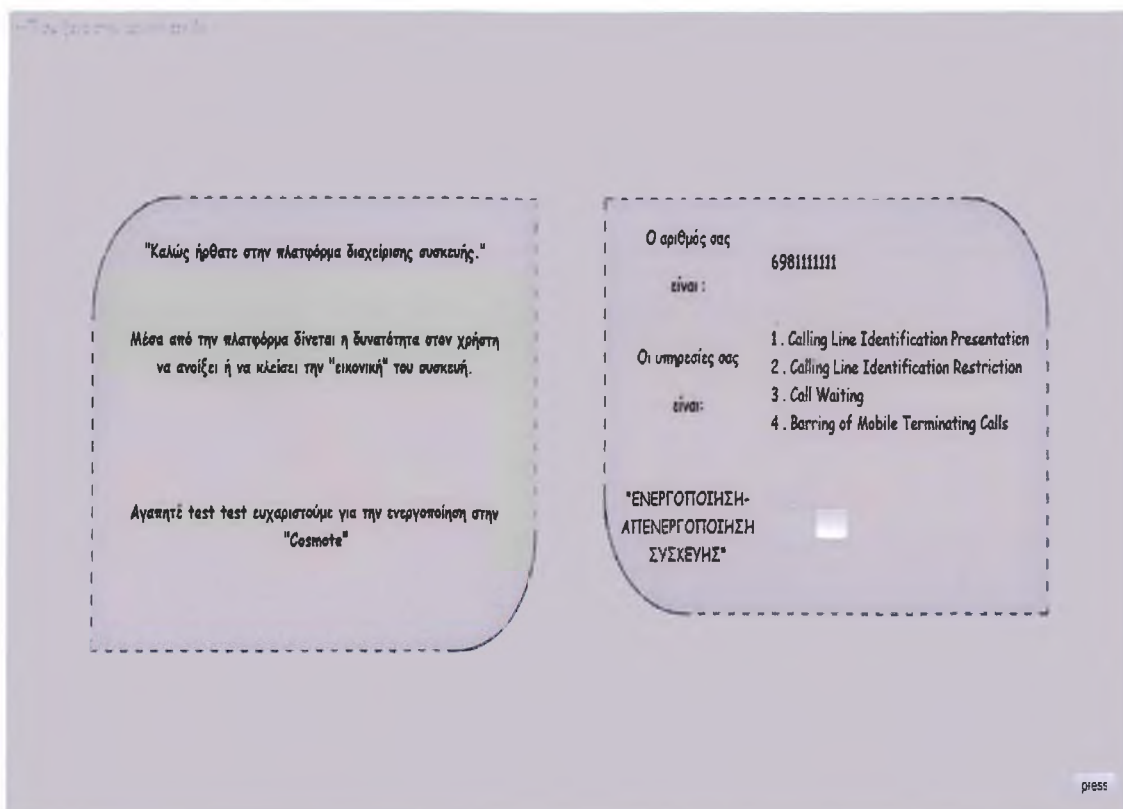 "Καλώς ήρθατε στην πλατφόρμα διαχείρισης συσκευής."
Μέσα από την πλατφόρμα δίνεται η δυνατότητα στον χρήστη
να ανοίξει ή να κλείσει την "εικονική" του συσκευή.
Αγαπητέ test test ευχαριστούμε για την ενεργοποίηση στην
"Cosmote"
Ο αριθμός σας
είναι :
6981111111
Οι υπηρεσίες σας
είναι:
1 . Calling Line Identification Presentation
2 . Calling Line Identification Restriction
3 . Call Waiting
4 . Barring of Mobile Terminating Calls
"ΕΝΕΡΓΟΠΟΙΗΣΗ-
ΑΠΕΝΕΡΓΟΠΟΙΗΣΗ
ΣΥΣΚΕΥΗΣ"
press